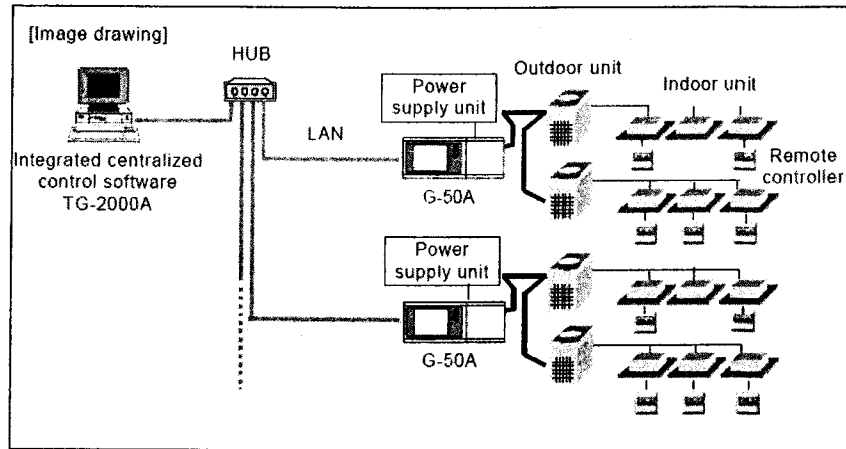 [Image drawing]
HUB
Integrated centralized
control software
TG-2000A
LAN
Power
supply unit
G-50A
Outdoor unit
Indoor unit
Remote
controller
Power
supply unit
G-50A